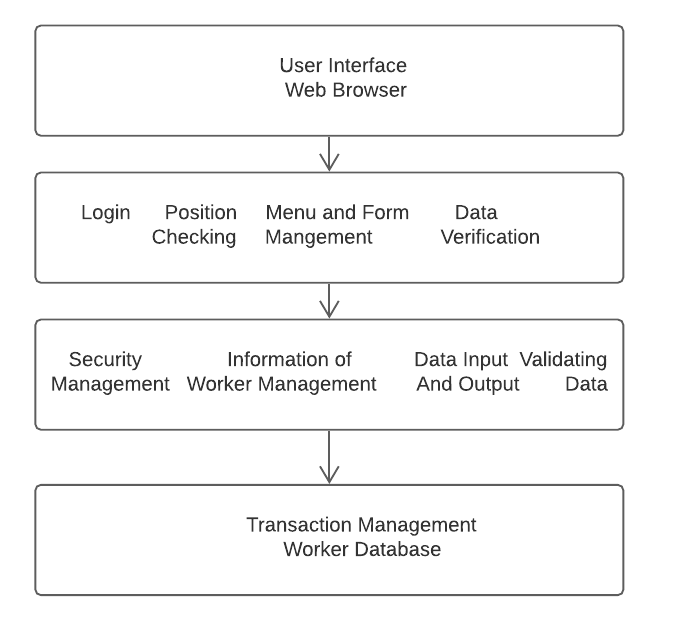 User Interface
Web Browser
Login Position Menu and Form Data
Checking Mangement Verification
Security Information of Data Input Validating
Management Worker Management And Output Data
Transaction Management
Worker Database